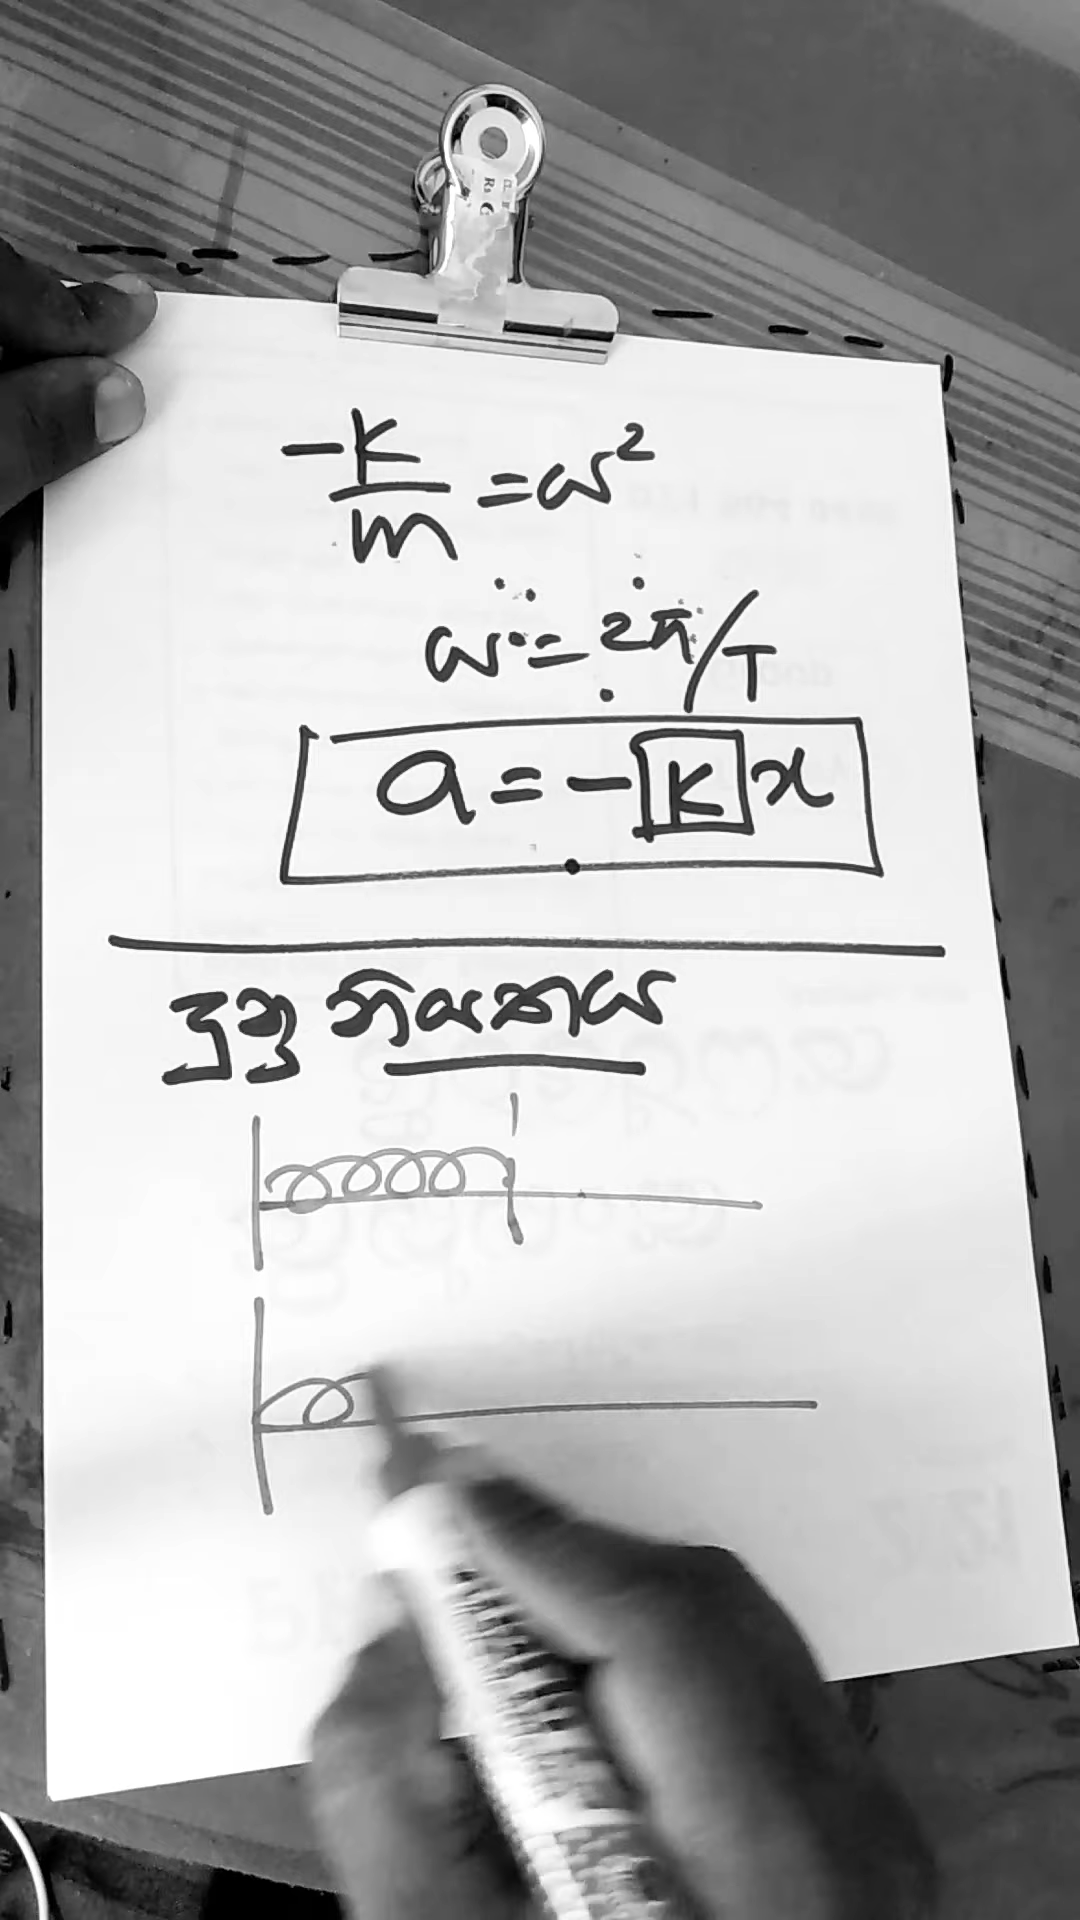 -K/m = ω²
ω = 2π/T
a = -K x
දුනු නියතය